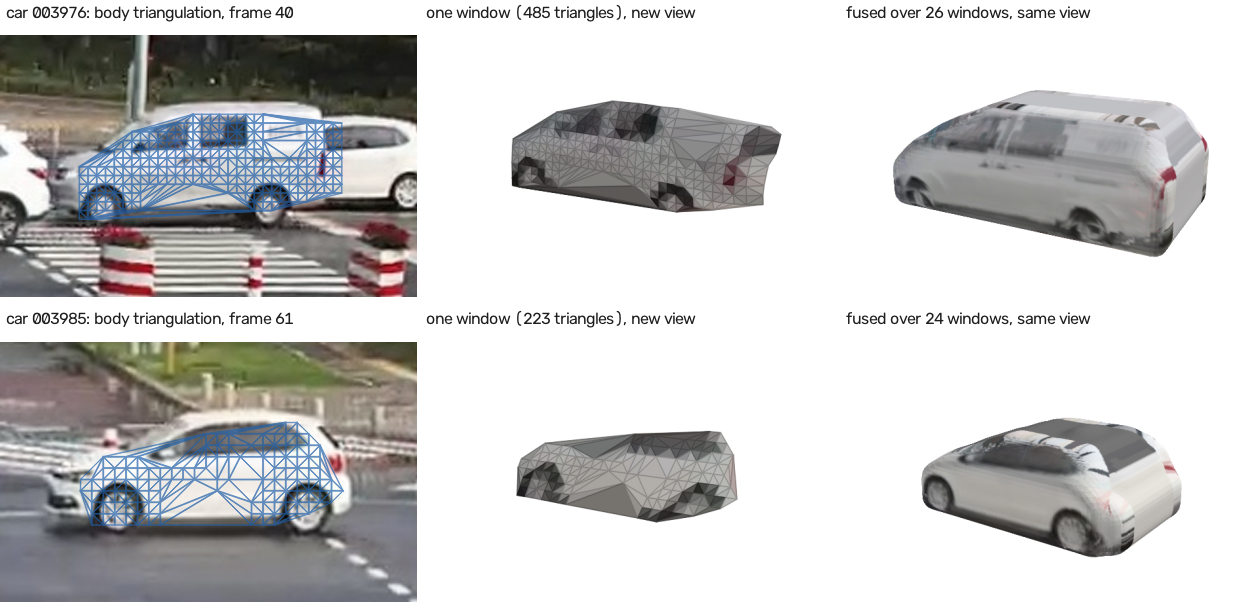 car 003976: body triangulation, frame 40
one window (485 triangles), new view
fused over 26 windows, same view
car 003985: body triangulation, frame 61
one window (223 triangles), new view
fused over 24 windows, same view